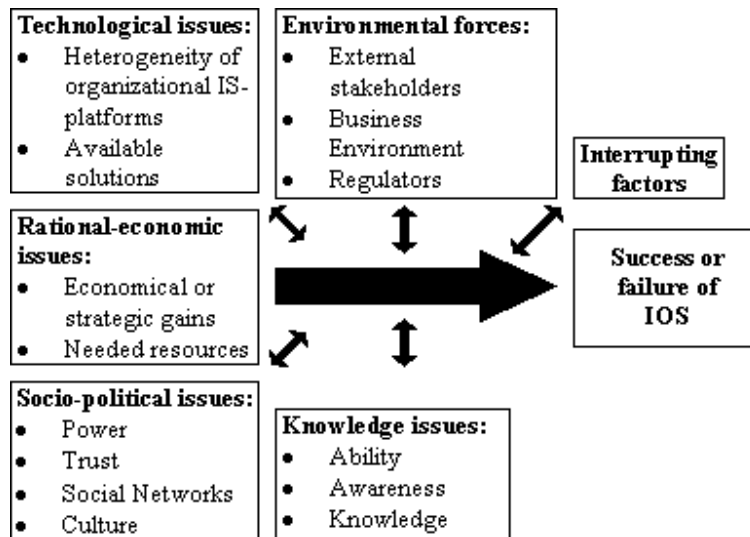 Technological issues:
● Heterogeneity of
organizational IS-
platforms
● Available
solutions
Environmental forces:
● External
stakeholders
● Business
Environment
● Regulators
Interrupting
factors
Rational-economic
issues:
● Economical or
strategic gains
● Needed resources
Success or
failure of
IOS
Socio-political issues:
● Power
● Trust
● Social Networks
● Culture
Knowledge issues:
● Ability
● Awareness
● Knowledge